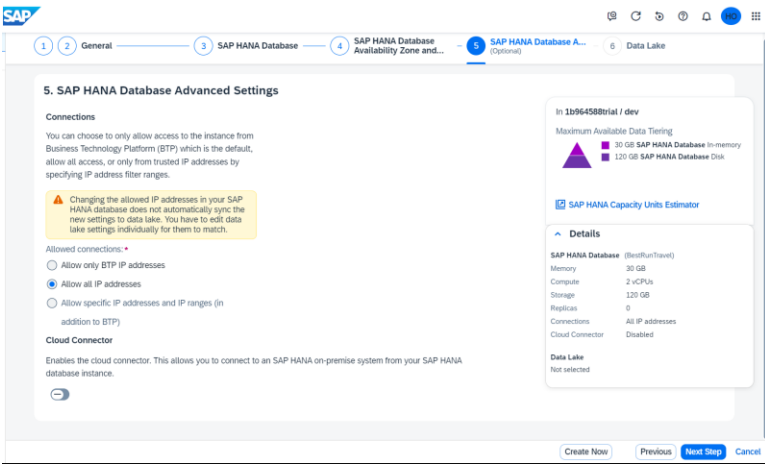 SAP
HO
1
2
General
3
SAP HANA Database
4
SAP HANA Database
Availability Zone and...
5
SAP HANA Database A...
(Optional)
6
Data Lake
5. SAP HANA Database Advanced Settings
Connections
You can choose to only allow access to the instance from
Business Technology Platform (BTP) which is the default,
allow all access, or only from trusted IP addresses by
specifying IP address filter ranges.
Changing the allowed IP addresses in your SAP
HANA database does not automatically sync the
new settings to data lake. You have to edit data
lake settings individually for them to match.
Allowed connections:*
Allow only BTP IP addresses
Allow all IP addresses
Allow specific IP addresses and IP ranges (in
addition to BTP)
Cloud Connector
Enables the cloud connector. This allows you to connect to an SAP HANA on-premise system from your SAP HANA
database instance.
In 1b964588trial / dev
Maximum Available Data Tiering
30 GB SAP HANA Database In-memory
120 GB SAP HANA Database Disk
SAP HANA Capacity Units Estimator
Details
SAP HANA Database (BestRunTravel)
Memory 30 GB
Compute 2 vCPUs
Storage 120 GB
Replicas 0
Connections All IP addresses
Cloud Connector Disabled
Data Lake
Not selected
Create Now
Previous
Next Step
Cancel